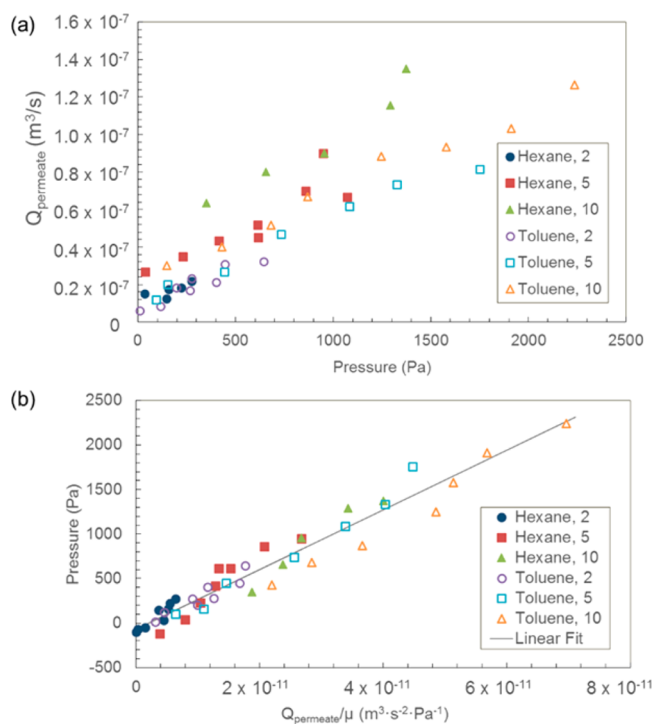 (a)
1.6 x 10⁻⁷
1.4 x 10⁻⁷
1.2 x 10⁻⁷
1.0 x 10⁻⁷
0.8 x 10⁻⁷
0.6 x 10⁻⁷
0.4 x 10⁻⁷
0.2 x 10⁻⁷
0
Qpermeate (m³/s)
Hexane, 2
Hexane, 5
Hexane, 10
Toluene, 2
Toluene, 5
Toluene, 10
0 500 1000 1500 2000 2500
Pressure (Pa)
(b)
2500
2000
1500
1000
500
0
-500
Pressure (Pa)
Hexane, 2
Hexane, 5
Hexane, 10
Toluene, 2
Toluene, 5
Toluene, 10
Linear Fit
0 2 x 10⁻¹¹ 4 x 10⁻¹¹ 6 x 10⁻¹¹ 8 x 10⁻¹¹
Qpermeate/μ (m³·s⁻²·Pa⁻¹)